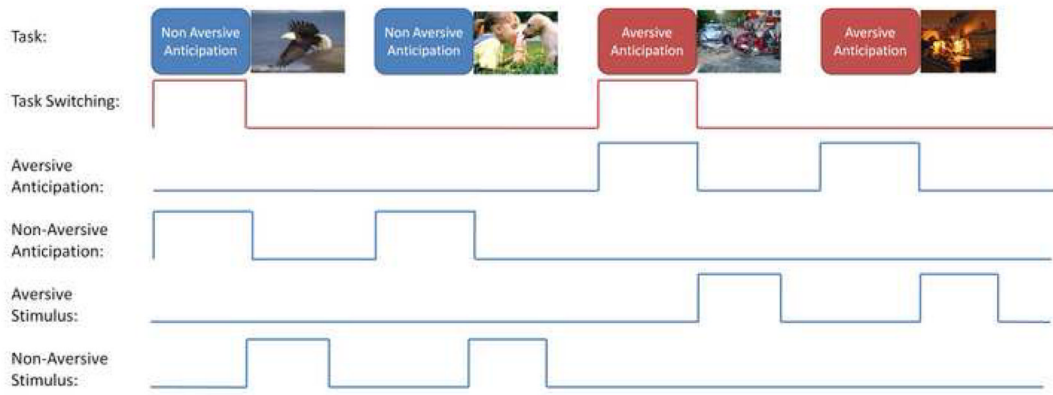 Task:
Non Aversive
Anticipation
Non Aversive
Anticipation
Aversive
Anticipation
Aversive
Anticipation
Task Switching:
Aversive
Anticipation:
Non-Aversive
Anticipation:
Aversive
Stimulus:
Non-Aversive
Stimulus: